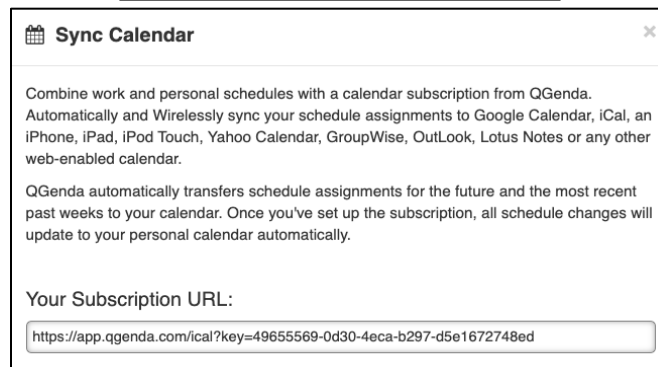 Sync Calendar
Combine work and personal schedules with a calendar subscription from QGenda.
Automatically and Wirelessly sync your schedule assignments to Google Calendar, iCal, an
iPhone, iPad, iPod Touch, Yahoo Calendar, GroupWise, OutLook, Lotus Notes or any other
web-enabled calendar.
QGenda automatically transfers schedule assignments for the future and the most recent
past weeks to your calendar. Once you've set up the subscription, all schedule changes will
update to your personal calendar automatically.
Your Subscription URL:
https://app.qgenda.com/ical?key=49655569-0d30-4eca-b297-d5e1672748ed